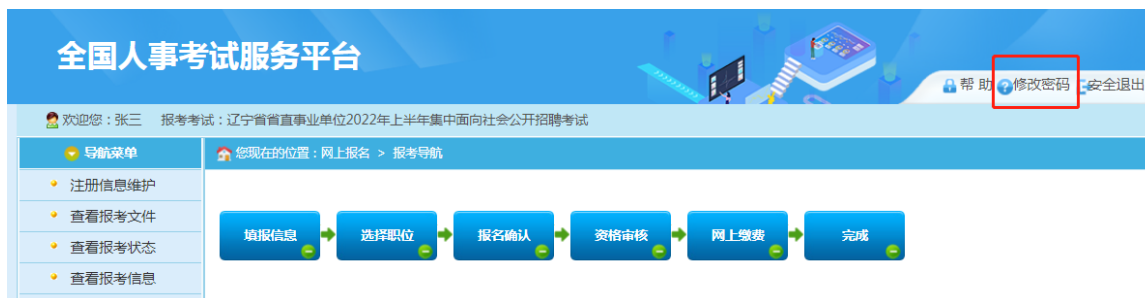 全国人事考试服务平台
帮 助 修改密码 安全退出
欢迎您：张三 报考考试：辽宁省省直事业单位2022年上半年集中面向社会公开招聘考试
导航菜单 您现在的位置：网上报名 > 报考导航
注册信息维护
查看报考文件
填报信息 选择职位 报名确认 资格审核 网上缴费 完成
查看报考状态
查看报考信息